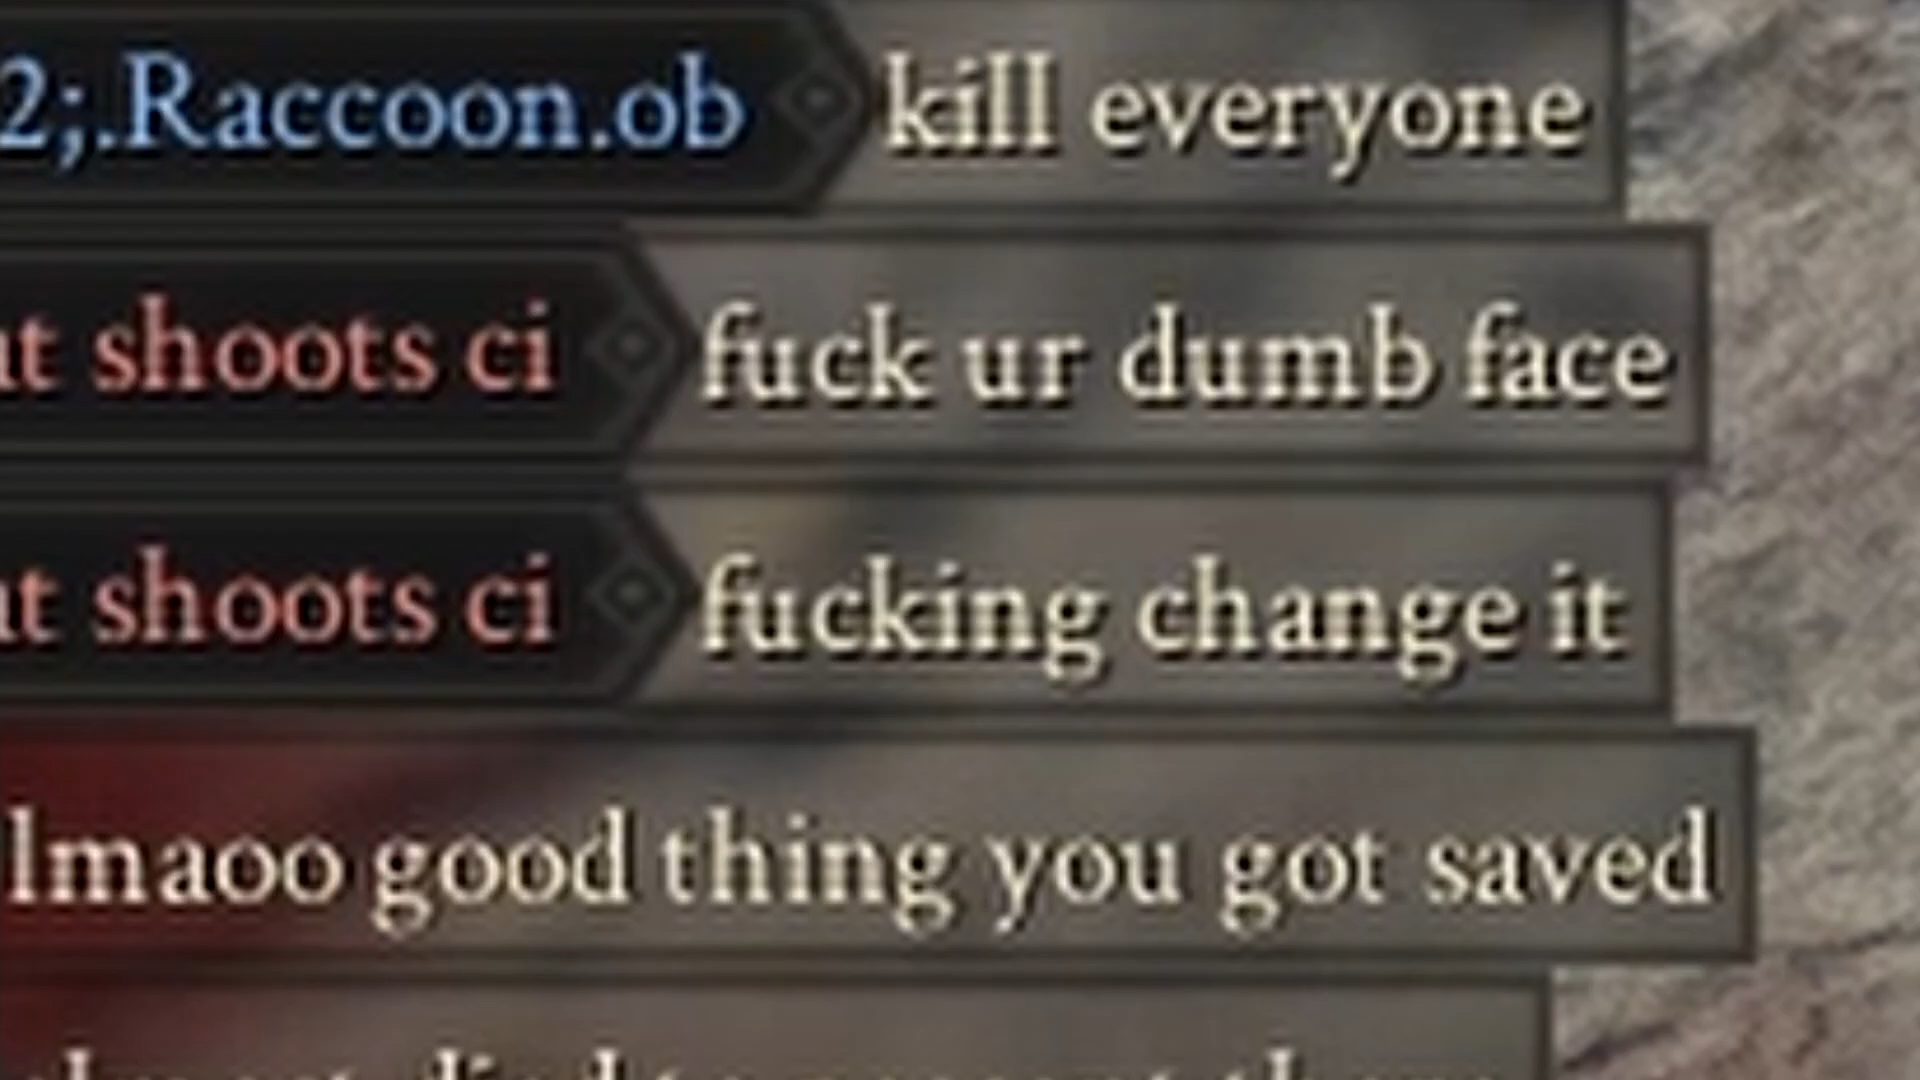 2;.Raccoon.ob kill everyone
shoots ci fuck ur dumb face
shoots ci fucking change it
lmaoo good thing you got saved